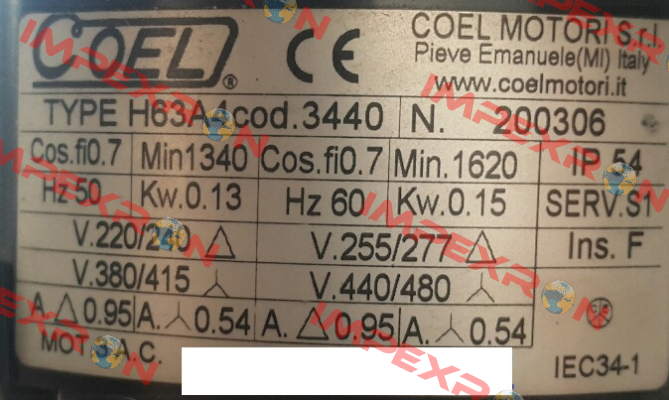 COEL ®
CE
COEL MOTORI S.r.l
Pieve Emanuele(MI) Italy
www.coelmotori.it
TYPE H63A4cod.3440 N. 200306
Cos.fi0.7 Min1340 Cos.fi0.7 Min.1620 IP 54
Hz 50 Kw.0.13 Hz 60 Kw.0.15 SERV.S1
V.220/240 △ V.255/277 △ Ins. F
V.380/415 V.440/480
A. △ 0.95 A. 0.54 A. △ 0.95 A. 0.54
MOT 3 A.C. IEC34-1
IMPEXRON